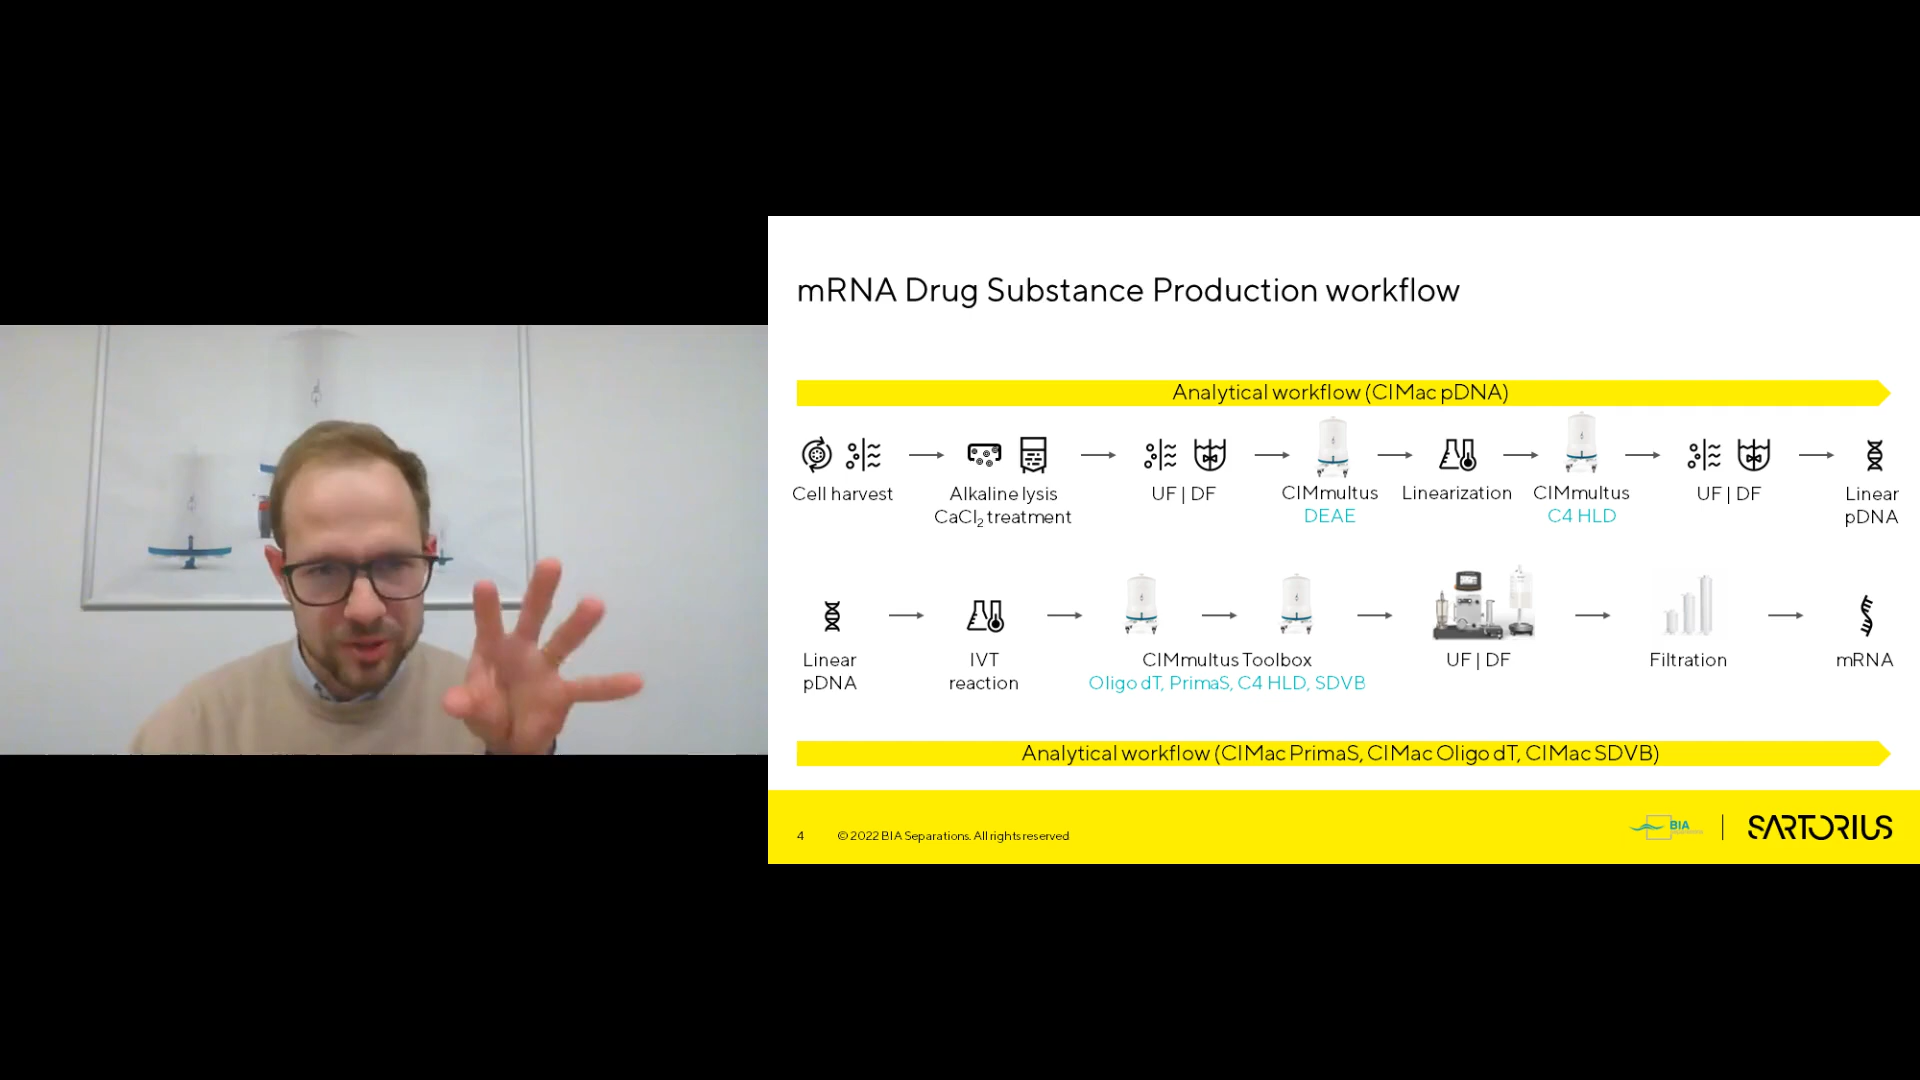 mRNA Drug Substance Production workflow
Analytical workflow (CIMac pDNA)
Cell harvest
Alkaline lysis
CaCl₂ treatment
UF | DF
CIMmultus
DEAE
Linearization
CIMmultus
C4 HLD
UF | DF
Linear
pDNA
Linear
pDNA
IVT
reaction
CIMmultus Toolbox
Oligo dT, PrimaS, C4 HLD, SDVB
UF | DF
Filtration
mRNA
Analytical workflow (CIMac PrimaS, CIMac Oligo dT, CIMac SDVB)
4
© 2022 BIA Separations. All rights reserved
BIA
SARTORIUS